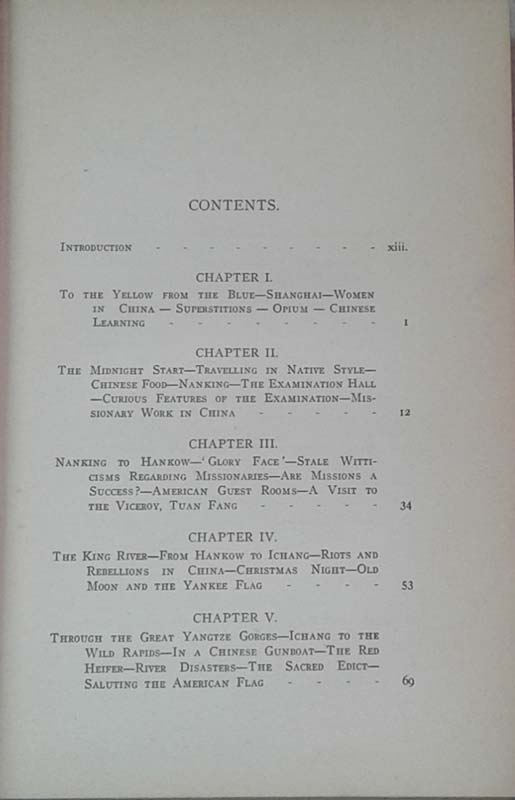 CONTENTS.
Introduction - - - - - - - - - xiii.
CHAPTER I.
To the Yellow from the Blue—Shanghai—Women
in China — Superstitions — Opium — Chinese
Learning - - - - - - - - 1
CHAPTER II.
The Midnight Start—Travelling in Native Style—
Chinese Food—Nanking—The Examination Hall
—Curious Features of the Examination—Mis-
sionary Work in China - - - - - 12
CHAPTER III.
Nanking to Hankow—‘Glory Face’—Stale Witti-
cisms Regarding Missionaries—Are Missions a
Success?—American Guest Rooms—A Visit to
the Viceroy, Tuan Fang - - - - - 34
CHAPTER IV.
The King River—From Hankow to Ichang—Riots and
Rebellions in China—Christmas Night—Old
Moon and the Yankee Flag - - - - 53
CHAPTER V.
Through the Great Yangtze Gorges—Ichang to the
Wild Rapids—In a Chinese Gunboat—The Red
Heifer—River Disasters—The Sacred Edict—
Saluting the American Flag - - - - 69